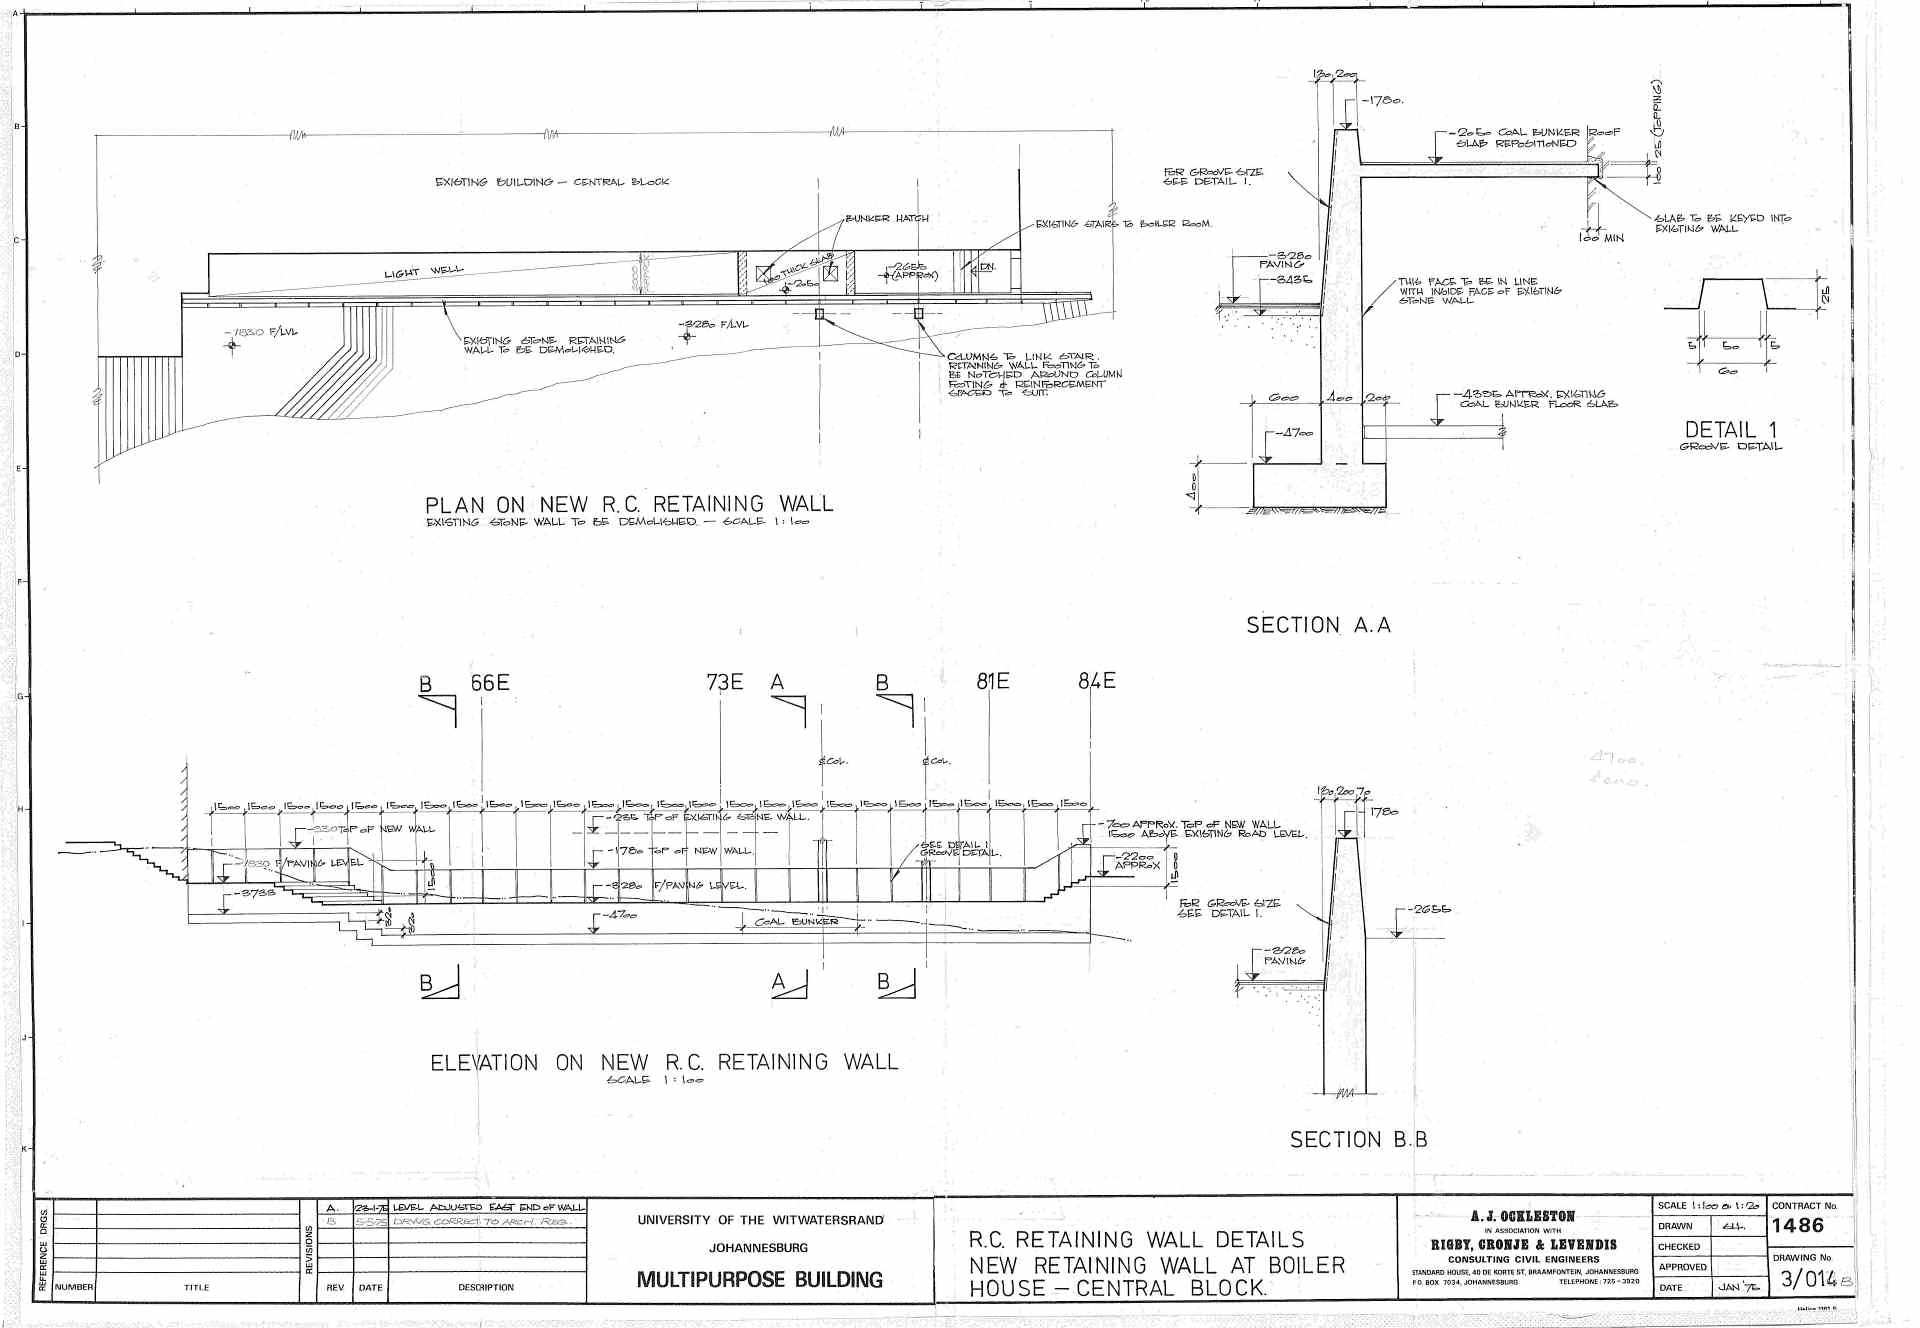 EXISTING BUILDING — CENTRAL BLOCK
BUNKER HATCH
EXISTING STAIRS TO BOILER ROOM.
LIGHT WELL
THICK SLAB
-2050
-2655
(APPROX)
DN.
-1830 F/LVL
EXISTING STONE RETAINING
WALL TO BE DEMOLISHED.
-3280 F/LVL
COLUMNS TO LINK STAIR.
RETAINING WALL FOOTING TO
BE NOTCHED AROUND COLUMN
FOOTING & REINFORCEMENT
SPACED TO SUIT.
PLAN ON NEW R.C. RETAINING WALL
EXISTING STONE WALL TO BE DEMOLISHED. — SCALE 1:100
130 200
-1780.
-2050 COAL BUNKER ROOF
SLAB REPOSITIONED
100 25 (TOPPING)
FOR GROOVE SIZE
SEE DETAIL 1.
SLAB TO BE KEYED INTO
EXISTING WALL
100 MIN
-3280
PAVING
-3435
THIS FACE TO BE IN LINE
WITH INSIDE FACE OF EXISTING
STONE WALL
600 400 200
-4395 APPROX. EXISTING
COAL BUNKER FLOOR SLAB
-4700
400
SECTION A.A
25
5 50 5
60
DETAIL 1
GROOVE DETAIL
B 66E 73E A B 81E 84E
¢ COL. ¢ COL.
1500 1500 1500 1500 1500 1500 1500 1500 1500 1500 1500 1500 1500 1500 1500 1500 1500 1500 1500 1500 1500 1500 1500 1500 1500 1500
-330 TOP OF NEW WALL
-235 TOP OF EXISTING STONE WALL.
-700 APPROX. TOP OF NEW WALL
1500 ABOVE EXISTING ROAD LEVEL.
-1830 F/PAVING LEVEL
-1780 TOP OF NEW WALL.
SEE DETAIL 1
GROOVE DETAIL.
-2200
APPROX
1500
1500
-3733
-3280 F/PAVING LEVEL.
320
320
-4700
COAL BUNKER
B A B
ELEVATION ON NEW R.C. RETAINING WALL
SCALE 1:100
4700.
130 200 70
-1780
FOR GROOVE SIZE
SEE DETAIL 1.
-2655
-3280
PAVING
SECTION B.B
REFERENCE DRGS.
NUMBER TITLE
REVISIONS
A. 23-1-75 LEVEL ADJUSTED EAST END OF WALL
B 5-3-75 DRWG CORRECT TO ARCH. REQ.
REV DATE DESCRIPTION
UNIVERSITY OF THE WITWATERSRAND
JOHANNESBURG
MULTIPURPOSE BUILDING
R.C. RETAINING WALL DETAILS
NEW RETAINING WALL AT BOILER
HOUSE — CENTRAL BLOCK.
A. J. OCKLESTON
IN ASSOCIATION WITH
RIGBY, CRONJE & LEVENDIS
CONSULTING CIVIL ENGINEERS
STANDARD HOUSE, 40 DE KORTE ST, BRAAMFONTEIN, JOHANNESBURG
P.O. BOX 7034, JOHANNESBURG TELEPHONE: 725-3920
SCALE 1:100 & 1:20
DRAWN
CHECKED
APPROVED
DATE JAN '75
CONTRACT No.
1486
DRAWING No.
3/014 B